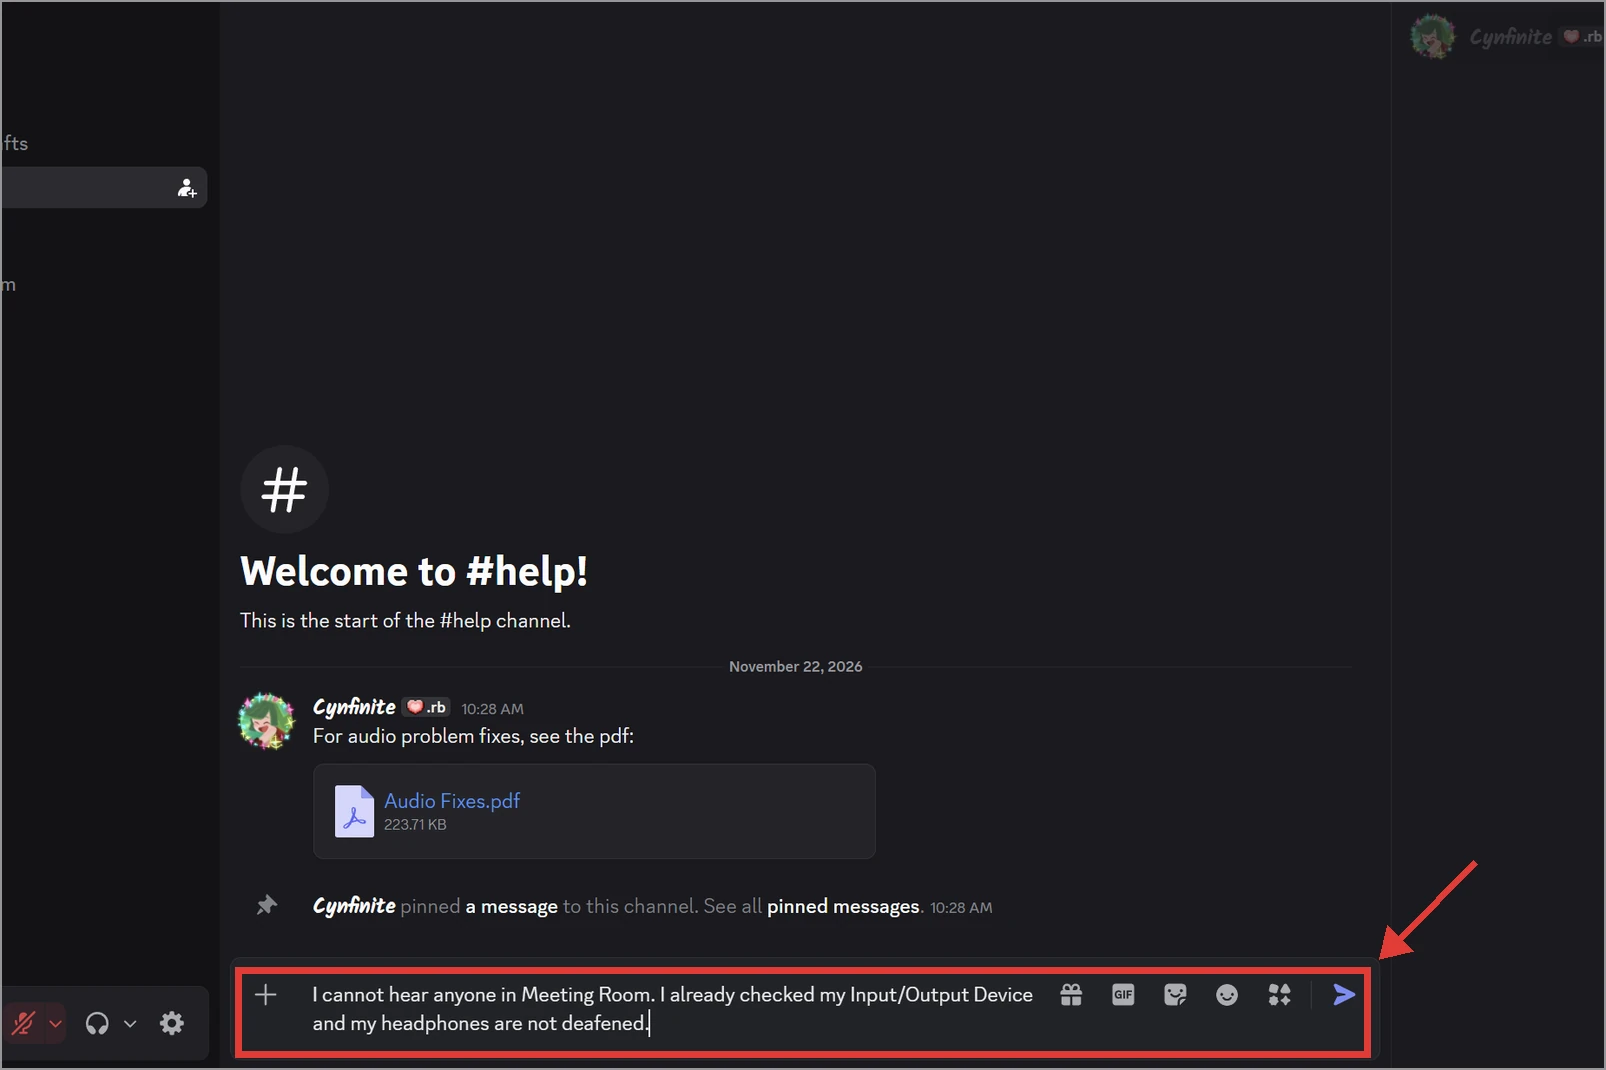 Cynfinite .rb
fts
m
Welcome to #help!
This is the start of the #help channel.
November 22, 2026
Cynfinite .rb 10:28 AM
For audio problem fixes, see the pdf:
Audio Fixes.pdf
223.71 KB
Cynfinite pinned a message to this channel. See all pinned messages. 10:28 AM
I cannot hear anyone in Meeting Room. I already checked my Input/Output Device
GIF
and my headphones are not deafened.